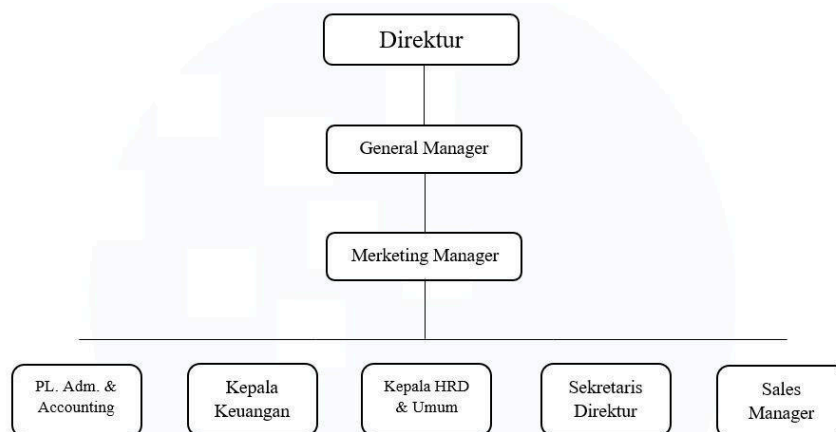 Direktur
General Manager
Merketing Manager
PL. Adm. &
Accounting
Kepala
Keuangan
Kepala HRD
& Umum
Sekretaris
Direktur
Sales
Manager